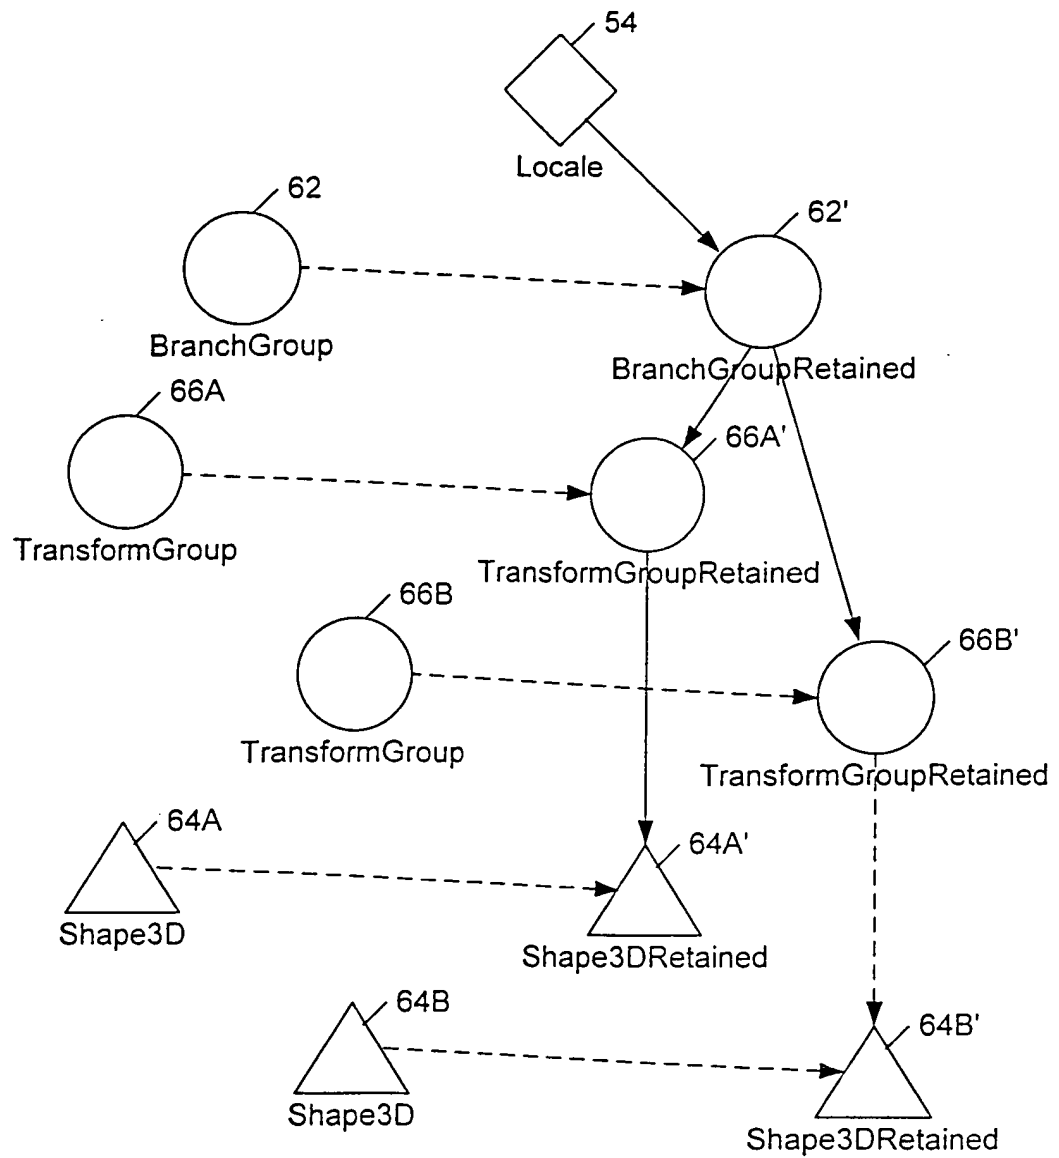 54
Locale
62
62'
BranchGroup
BranchGroupRetained
66A
66A'
TransformGroup
TransformGroupRetained
66B
66B'
TransformGroup
TransformGroupRetained
64A
64A'
Shape3D
Shape3DRetained
64B
64B'
Shape3D
Shape3DRetained